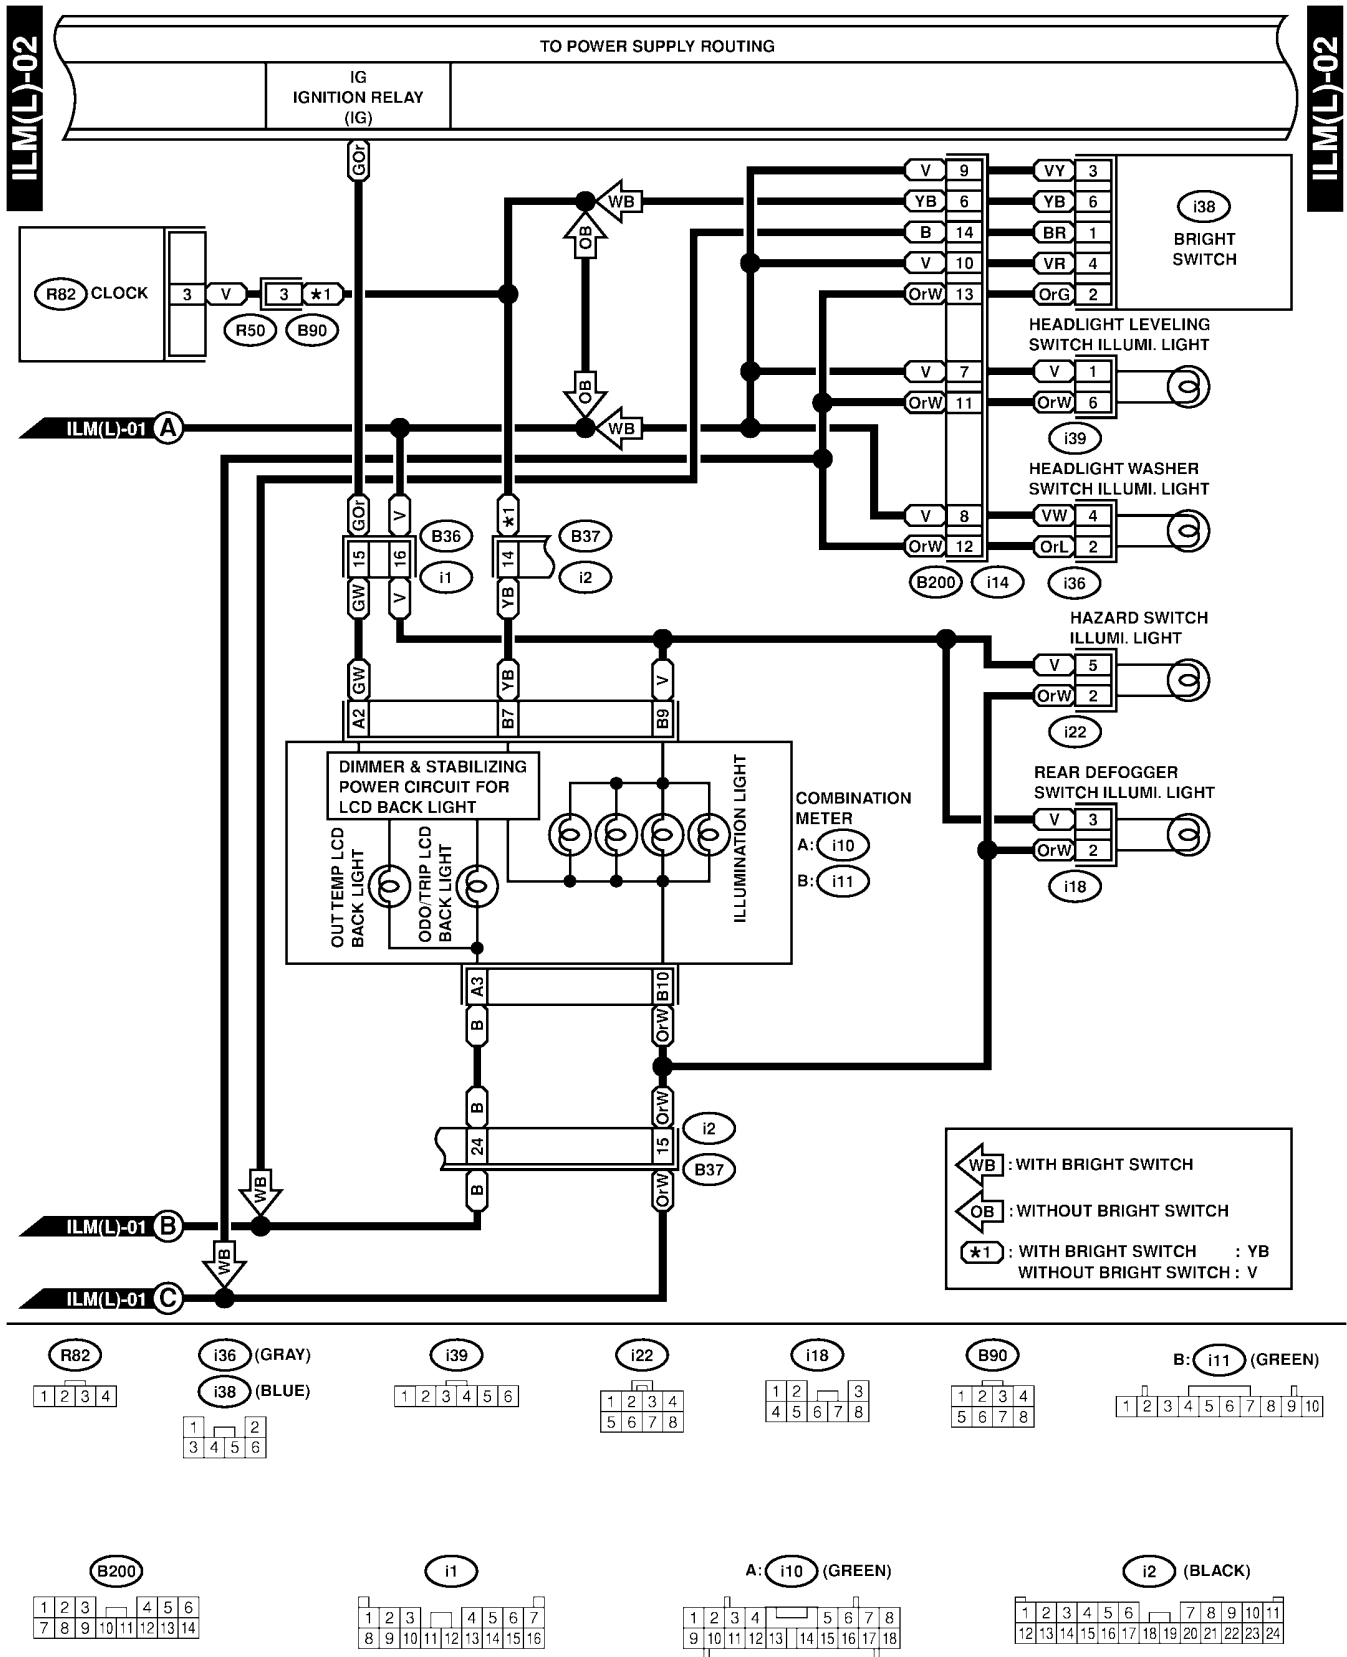 ILM(L)-02
TO POWER SUPPLY ROUTING
ILM(L)-02
IG
IGNITION RELAY
(IG)
GOr
V 9 VY 3
YB 6 YB 6
B 14 BR 1
V 10 VR 4
OrW 13 OrG 2
i38
BRIGHT
SWITCH
WB
OB
R82 CLOCK
3 V 3 *1
R50 B90
HEADLIGHT LEVELING
SWITCH ILLUMI. LIGHT
V 7 V 1
OrW 11 OrW 6
i39
OB
WB
ILM(L)-01 A
HEADLIGHT WASHER
SWITCH ILLUMI. LIGHT
V 8 VW 4
OrW 12 OrL 2
B200 i14 i36
GOr V *1
15 16 14
B36 B37
i1 i2
GW V YB
HAZARD SWITCH
ILLUMI. LIGHT
V 5
OrW 2
i22
GW YB V
A2 B7 B9
DIMMER & STABILIZING
POWER CIRCUIT FOR
LCD BACK LIGHT
OUT TEMP LCD
BACK LIGHT
ODO/TRIP LCD
BACK LIGHT
ILLUMINATION LIGHT
COMBINATION
METER
A: i10
B: i11
REAR DEFOGGER
SWITCH ILLUMI. LIGHT
V 3
OrW 2
i18
A3 B10
B OrW
B OrW
24 15
i2
B37
B OrW
WB
ILM(L)-01 B
WB
ILM(L)-01 C
WB : WITH BRIGHT SWITCH
OB : WITHOUT BRIGHT SWITCH
*1 : WITH BRIGHT SWITCH : YB
WITHOUT BRIGHT SWITCH : V
R82
1 2 3 4
i36 (GRAY)
i38 (BLUE)
1 2
3 4 5 6
i39
1 2 3 4 5 6
i22
1 2 3 4
5 6 7 8
i18
1 2 3
4 5 6 7 8
B90
1 2 3 4
5 6 7 8
B: i11 (GREEN)
1 2 3 4 5 6 7 8 9 10
B200
1 2 3 4 5 6
7 8 9 10 11 12 13 14
i1
1 2 3 4 5 6 7
8 9 10 11 12 13 14 15 16
A: i10 (GREEN)
1 2 3 4 5 6 7 8
9 10 11 12 13 14 15 16 17 18
i2 (BLACK)
1 2 3 4 5 6 7 8 9 10 11
12 13 14 15 16 17 18 19 20 21 22 23 24